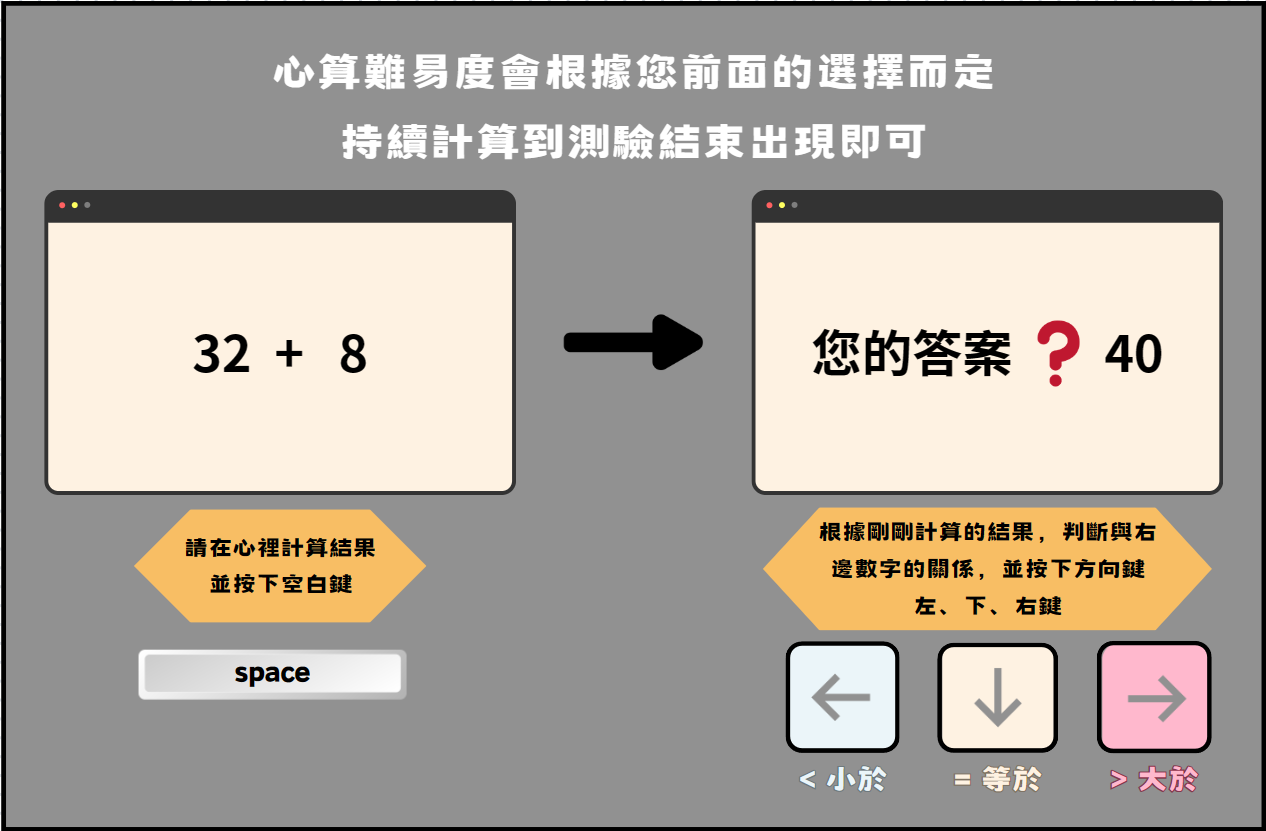 心算難易度會根據您前面的選擇而定
持續計算到測驗結束出現即可
32 + 8
您的答案 ? 40
請在心裡計算結果
並按下空白鍵
根據剛剛計算的結果，判斷與右
邊數字的關係，並按下方向鍵
左、下、右鍵
space
< 小於
= 等於
> 大於